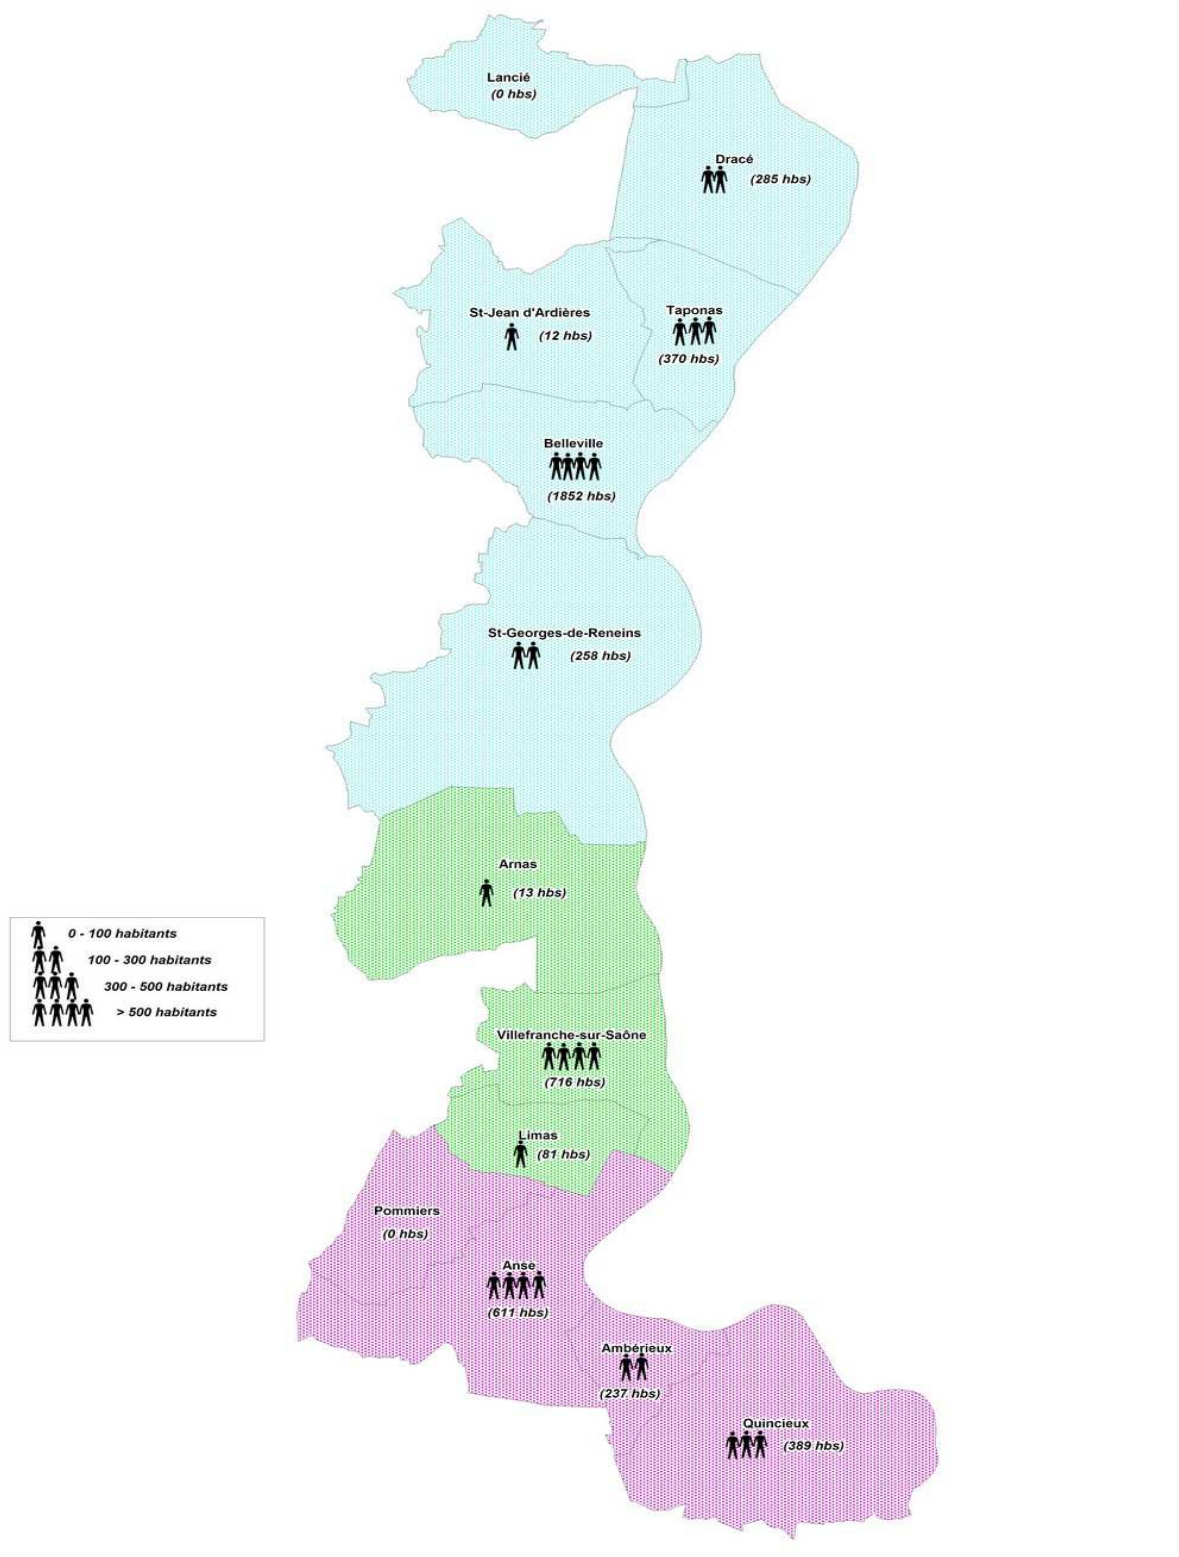 Lancié
(0 hbs)
Dracé
(285 hbs)
St-Jean d'Ardières
(12 hbs)
Taponas
(370 hbs)
Belleville
(1852 hbs)
St-Georges-de-Reneins
(258 hbs)
Arnas
(13 hbs)
0 - 100 habitants
100 - 300 habitants
300 - 500 habitants
> 500 habitants
Villefranche-sur-Saône
(716 hbs)
Limas
(81 hbs)
Pommiers
(0 hbs)
Anse
(611 hbs)
Ambérieux
(237 hbs)
Quincieux
(389 hbs)